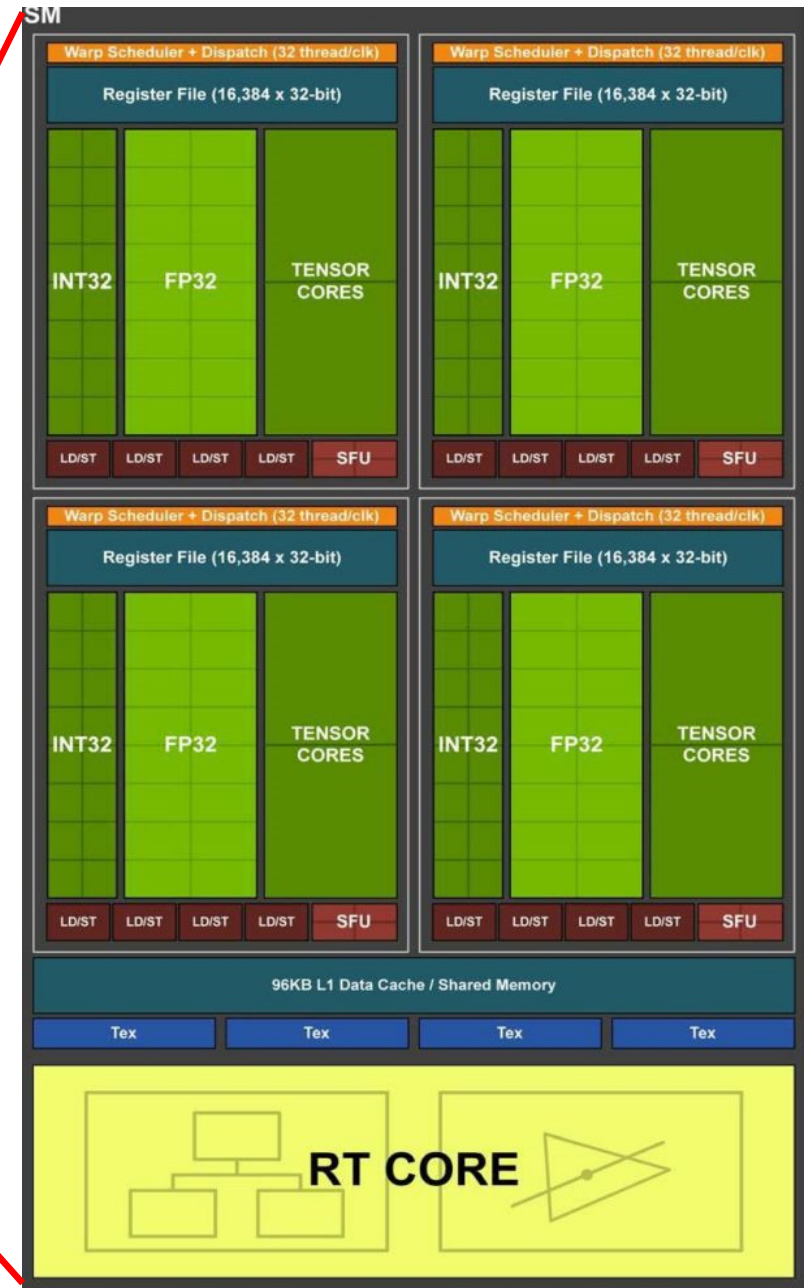 SM
Warp Scheduler + Dispatch (32 thread/clk)
Register File (16,384 x 32-bit)
INT32
FP32
TENSOR
CORES
LD/ST LD/ST LD/ST LD/ST SFU
Warp Scheduler + Dispatch (32 thread/clk)
Register File (16,384 x 32-bit)
INT32
FP32
TENSOR
CORES
LD/ST LD/ST LD/ST LD/ST SFU
Warp Scheduler + Dispatch (32 thread/clk)
Register File (16,384 x 32-bit)
INT32
FP32
TENSOR
CORES
LD/ST LD/ST LD/ST LD/ST SFU
Warp Scheduler + Dispatch (32 thread/clk)
Register File (16,384 x 32-bit)
INT32
FP32
TENSOR
CORES
LD/ST LD/ST LD/ST LD/ST SFU
96KB L1 Data Cache / Shared Memory
Tex Tex Tex Tex
RT CORE